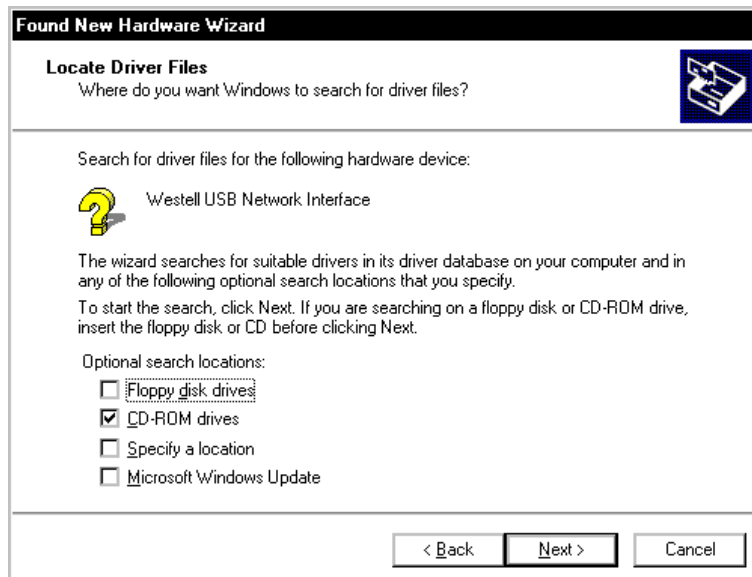 Found New Hardware Wizard
Locate Driver Files
Where do you want Windows to search for driver files?
Search for driver files for the following hardware device:
Westell USB Network Interface
The wizard searches for suitable drivers in its driver database on your computer and in
any of the following optional search locations that you specify.
To start the search, click Next. If you are searching on a floppy disk or CD-ROM drive,
insert the floppy disk or CD before clicking Next.
Optional search locations:
Floppy disk drives
CD-ROM drives
Specify a location
Microsoft Windows Update
< Back Next > Cancel